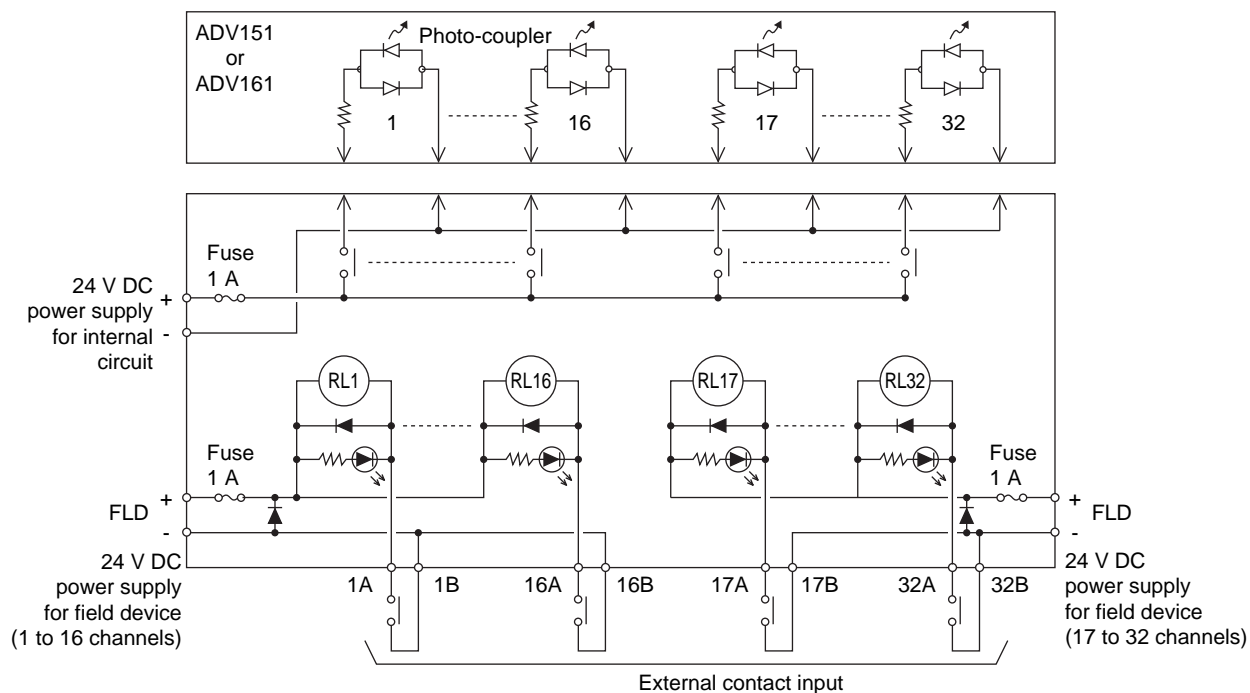 ADV151
or
ADV161
Photo-coupler
1
16
17
32
Fuse
1 A
24 V DC
power supply
for internal
circuit
+
-
RL1
RL16
RL17
RL32
Fuse
1 A
Fuse
1 A
+
FLD
-
+
FLD
-
24 V DC
power supply
for field device
(1 to 16 channels)
1A
1B
16A
16B
17A
17B
32A
32B
24 V DC
power supply
for field device
(17 to 32 channels)
External contact input